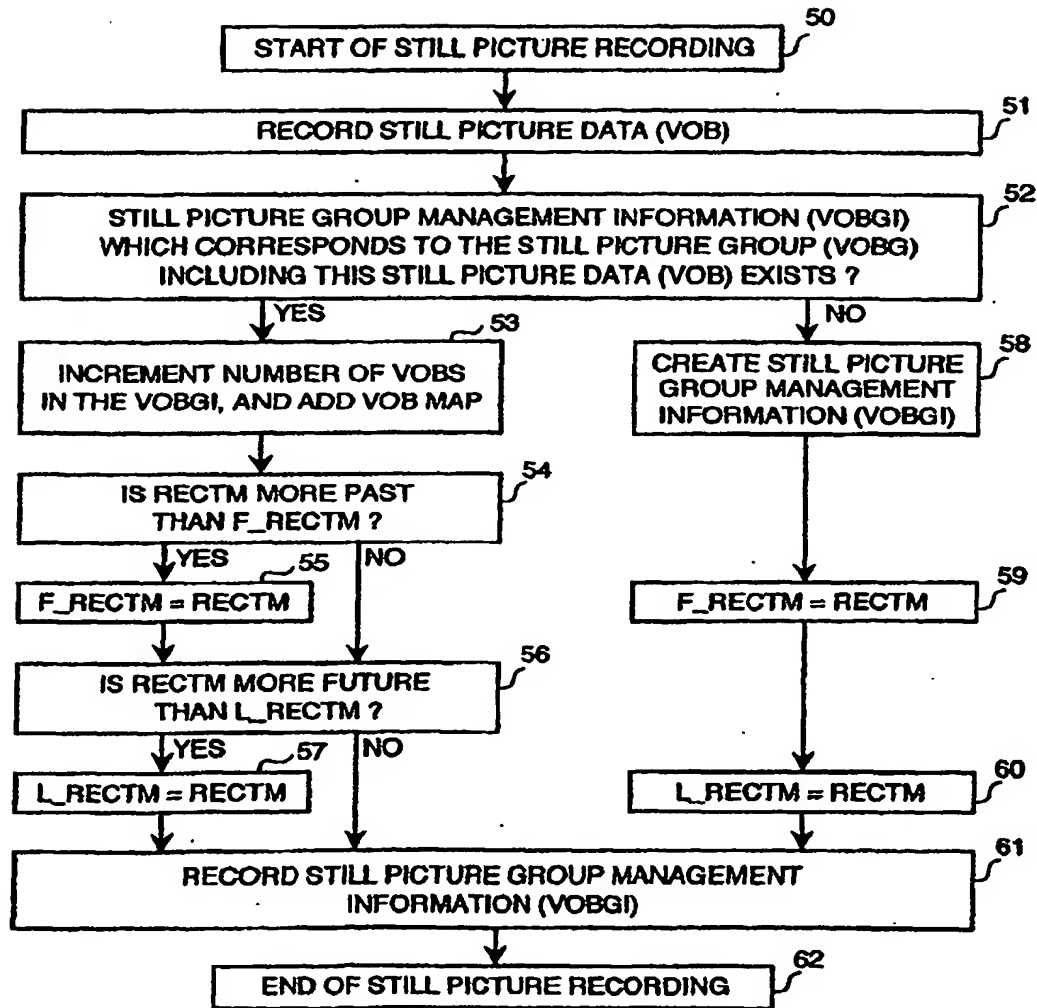 50
START OF STILL PICTURE RECORDING
51
RECORD STILL PICTURE DATA (VOB)
52
STILL PICTURE GROUP MANAGEMENT INFORMATION (VOBGI)
WHICH CORRESPONDS TO THE STILL PICTURE GROUP (VOBG)
INCLUDING THIS STILL PICTURE DATA (VOB) EXISTS ?
YES
NO
53
INCREMENT NUMBER OF VOBS
IN THE VOBGI, AND ADD VOB MAP
58
CREATE STILL PICTURE
GROUP MANAGEMENT
INFORMATION (VOBGI)
54
IS RECTM MORE PAST
THAN F_RECTM ?
YES
NO
55
F_RECTM = RECTM
59
F_RECTM = RECTM
56
IS RECTM MORE FUTURE
THAN L_RECTM ?
YES
NO
57
L_RECTM = RECTM
60
L_RECTM = RECTM
61
RECORD STILL PICTURE GROUP MANAGEMENT
INFORMATION (VOBGI)
62
END OF STILL PICTURE RECORDING